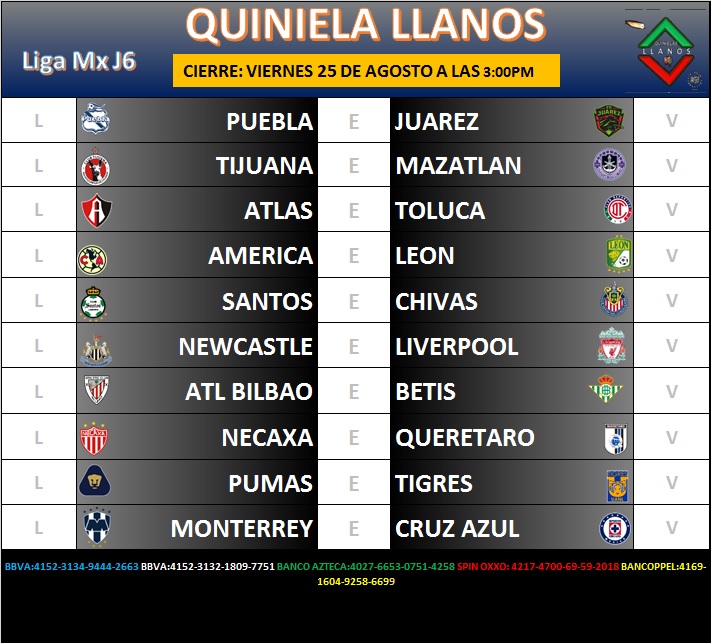 QUINIELA LLANOS
QUINIELAS
LLANOS
Liga Mx J6
CIERRE: VIERNES 25 DE AGOSTO A LAS 3:00PM
L PUEBLA E JUAREZ V
L TIJUANA E MAZATLAN V
L ATLAS E TOLUCA V
L AMERICA E LEON V
L SANTOS E CHIVAS V
L NEWCASTLE E LIVERPOOL V
L ATL BILBAO E BETIS V
L NECAXA E QUERETARO V
L PUMAS E TIGRES V
L MONTERREY E CRUZ AZUL V
BBVA:4152-3134-9444-2663 BBVA:4152-3132-1809-7751 BANCO AZTECA:4027-6653-0751-4258 SPIN OXXO: 4217-4700-69-59-2018 BANCOPPEL:4169-
1604-9258-6699